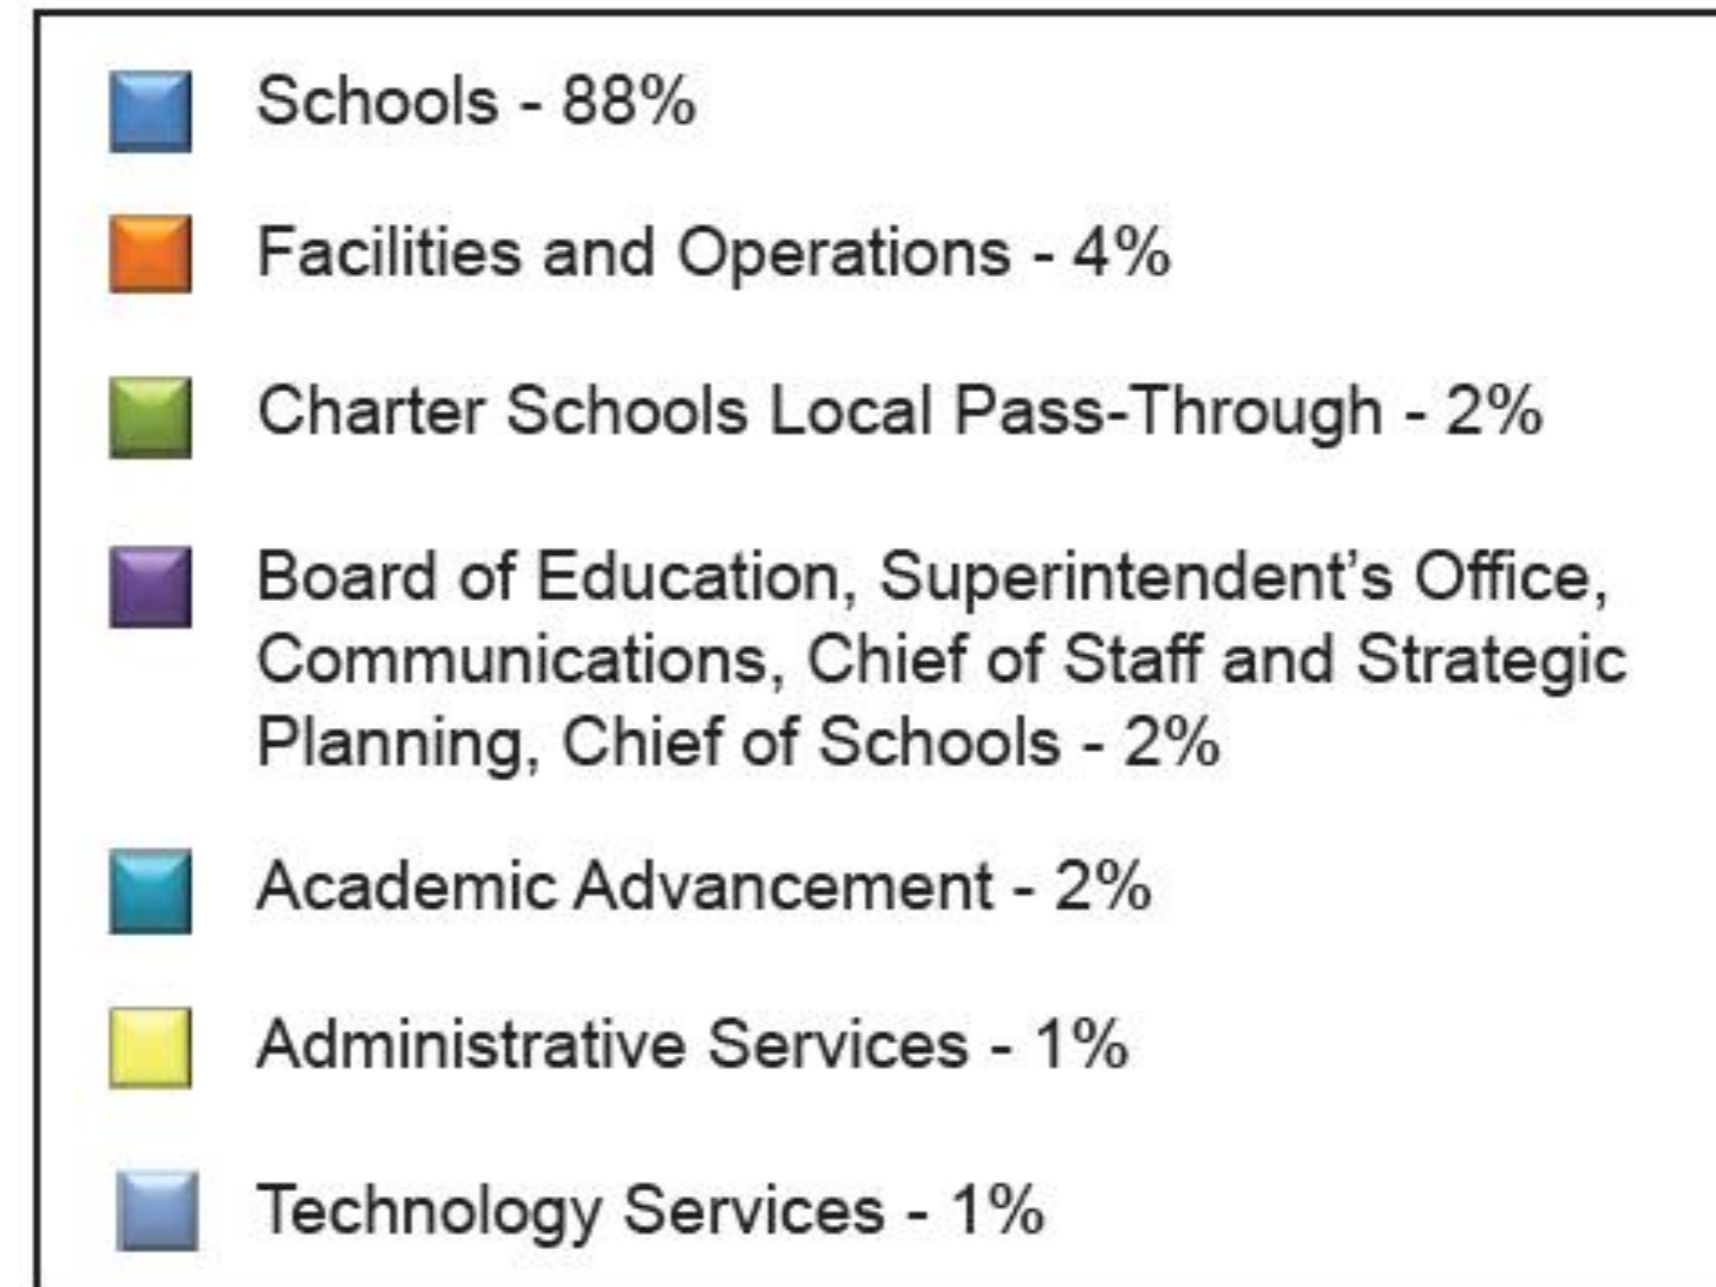 Schools - 88%
Facilities and Operations - 4%
Charter Schools Local Pass-Through - 2%
Board of Education, Superintendent’s Office,
Communications, Chief of Staff and Strategic
Planning, Chief of Schools - 2%
Academic Advancement - 2%
Administrative Services - 1%
Technology Services - 1%